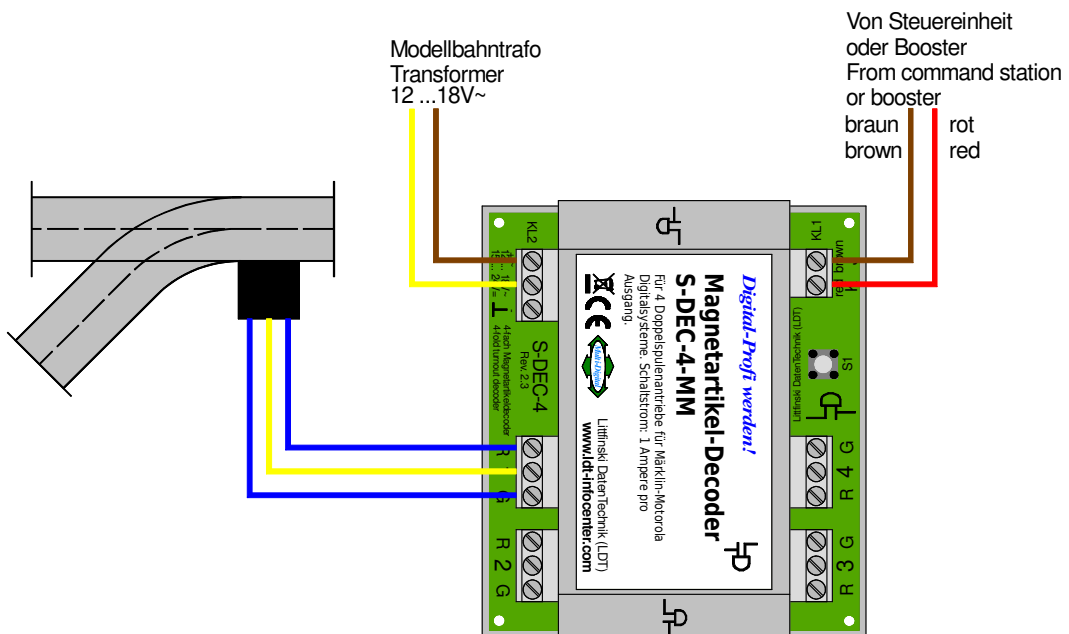 Modellbahntrafo
Transformer
12 ...18V~
Von Steuereinheit
oder Booster
From command station
or booster
braun
rot
brown
red
KL2
S-DEC-4
Rev. 2.3
4-fach Magnetartikeldecoder
4-fold turnout decoder
R
G
R 2 G
Digital-Profi werden!
Magnetartikel-Decoder
S-DEC-4-MM
Für 4 Doppelspulenantriebe für Märklin-Motorola
Digitalsysteme. Schaltstrom: 1 Ampere pro
Ausgang.
CE
Multi-Digital
Littfinski DatenTechnik (LDT)
www.ldt-infocenter.com
KL1
red brown
S1
Littfinski DatenTechnik (LDT)
R 4 G
R 3 G